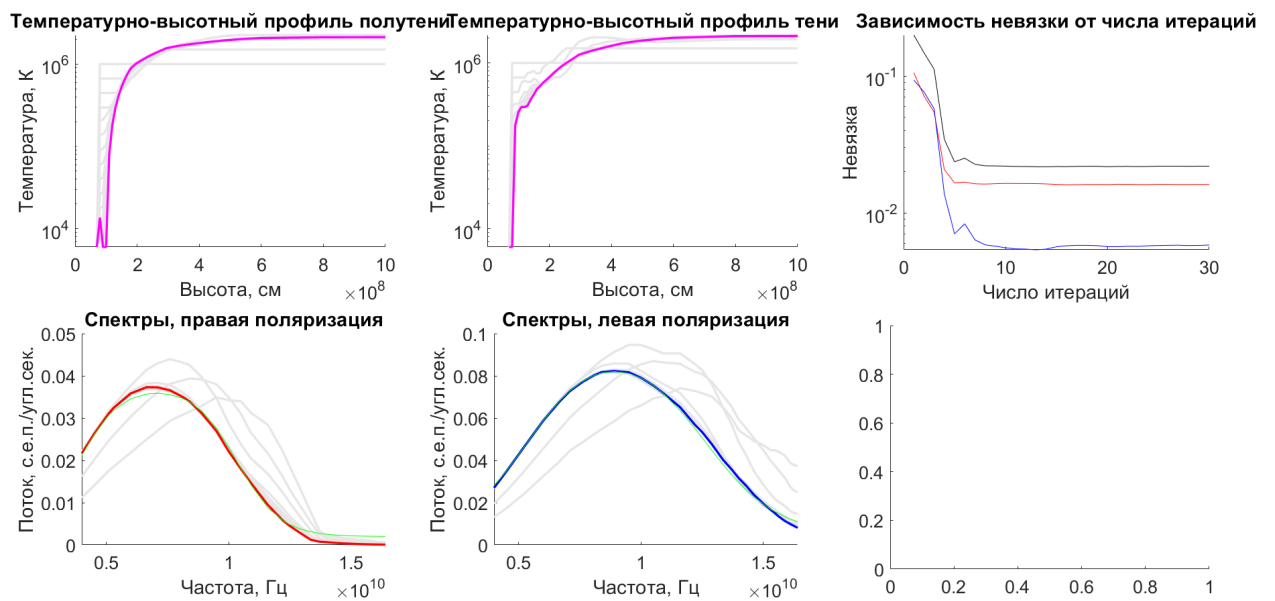 Температурно-высотный профиль полутени
Температура, К
10^6
10^4
0 2 4 6 8 10
×10^8
Высота, см
Температурно-высотный профиль тени
Температура, К
10^6
10^4
0 2 4 6 8 10
×10^8
Высота, см
Зависимость невязки от числа итераций
Невязка
10^-1
10^-2
0 10 20 30
Число итераций
Спектры, правая поляризация
Поток, с.е.п./угл.сек.
0.05
0.04
0.03
0.02
0.01
0
0.5 1 1.5
×10^10
Частота, Гц
Спектры, левая поляризация
Поток, с.е.п./угл.сек.
0.1
0.08
0.06
0.04
0.02
0
0.5 1 1.5
×10^10
Частота, Гц
1
0.8
0.6
0.4
0.2
0
0 0.2 0.4 0.6 0.8 1